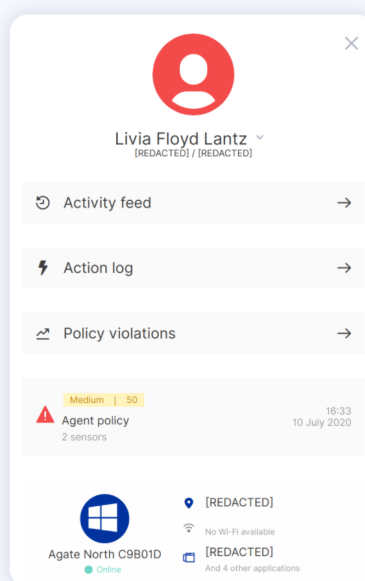 Livia Floyd Lantz
[REDACTED] / [REDACTED]
Activity feed
Action log
Policy violations
Medium | 50
Agent policy
2 sensors
16:33
10 July 2020
Agate North C9B01D
Online
[REDACTED]
No Wi-Fi available
[REDACTED]
And 4 other applications